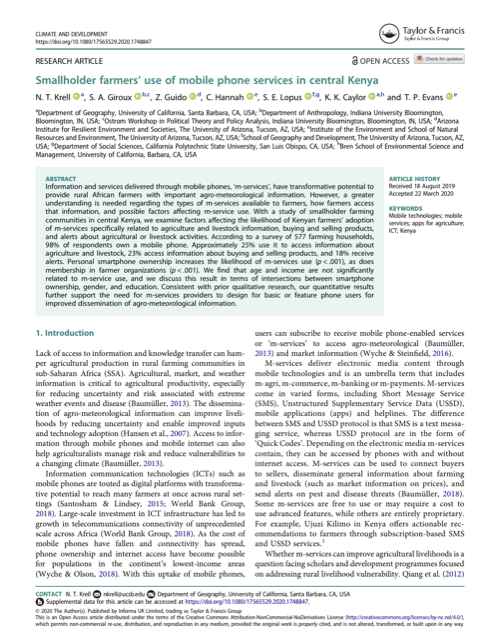 CLIMATE AND DEVELOPMENT
https://doi.org/10.1080/17565529.2020.1748847
Taylor & Francis
Taylor & Francis Group
RESEARCH ARTICLE
OPEN ACCESS
Check for updates
Smallholder farmers' use of mobile phone services in central Kenya
N. T. Krell a, S. A. Giroux b,c, Z. Guido d, C. Hannah e, S. E. Lopus f,g, K. K. Caylor a,h and T. P. Evans e
aDepartment of Geography, University of California, Santa Barbara, CA, USA; bDepartment of Anthropology, Indiana University Bloomington,
Bloomington, IN, USA; cOstrom Workshop in Political Theory and Policy Analysis, Indiana University Bloomington, Bloomington, IN, USA; dArizona
Institute for Resilient Environments and Societies, The University of Arizona, Tucson, AZ, USA; eInstitute of the Environment and School of Natural
Resources and Environment, The University of Arizona, Tucson, AZ, USA; fSchool of Geography and Development, The University of Arizona, Tucson, AZ,
USA; gDepartment of Social Sciences, California Polytechnic State University, San Luis Obispo, CA, USA; hBren School of Environmental Science and
Management, University of California, Barbara, CA, USA
ABSTRACT
Information and services delivered through mobile phones, 'm-services', have transformative potential to
provide rural African farmers with important agro-meteorological information. However, a greater
understanding is needed regarding the types of m-services available to farmers, how farmers access
that information, and possible factors affecting m-service use. With a study of smallholder farming
communities in central Kenya, we examine factors affecting the likelihood of Kenyan farmers' adoption
of m-services specifically related to agriculture and livestock information, buying and selling products,
and alerts about agricultural or livestock activities. According to a survey of 577 farming households,
98% of respondents own a mobile phone. Approximately 25% use it to access information about
agriculture and livestock, 23% access information about buying and selling products, and 18% receive
alerts. Personal smartphone ownership increases the likelihood of m-services use (p < .001), as does
membership in farmer organizations (p < .001). We find that age and income are not significantly
related to m-service use, and we discuss this result in terms of intersections between smartphone
ownership, gender, and education. Consistent with prior qualitative research, our quantitative results
further support the need for m-services providers to design for basic or feature phone users for
improved dissemination of agro-meteorological information.
ARTICLE HISTORY
Received 18 August 2019
Accepted 22 March 2020
KEYWORDS
Mobile technologies; mobile
services; apps for agriculture;
ICT; Kenya
1. Introduction
Lack of access to information and knowledge transfer can ham-
per agricultural production in rural farming communities in
sub-Saharan Africa (SSA). Agricultural, market, and weather
information is critical to agricultural productivity, especially
for reducing uncertainty and risk associated with extreme
weather events and disease (Baumüller, 2013). The dissemina-
tion of agro-meteorological information can improve liveli-
hoods by reducing uncertainty and enable improved inputs
and technology adoption (Hansen et al., 2007). Access to infor-
mation through mobile phones and mobile internet can also
help agriculturalists manage risk and reduce vulnerabilities to
a changing climate (Baumüller, 2013).
Information communication technologies (ICTs) such as
mobile phones are touted as digital platforms with transforma-
tive potential to reach many farmers at once across rural set-
tings (Santosham & Lindsey, 2015; World Bank Group,
2018). Large-scale investment in ICT infrastructure has led to
growth in telecommunications connectivity of unprecedented
scale across Africa (World Bank Group, 2018). As the cost of
mobile phones have fallen and connectivity has spread,
phone ownership and internet access have become possible
for populations in the continent's lowest-income areas
(Wyche & Olson, 2018). With this uptake of mobile phones,
users can subscribe to receive mobile phone-enabled services
or 'm-services' to access agro-meteorological (Baumüller,
2013) and market information (Wyche & Steinfield, 2016).
M-services deliver electronic media content through
mobile technologies and is an umbrella term that includes
m-agri, m-commerce, m-banking or m-payments. M-services
come in varied forms, including Short Message Service
(SMS), Unstructured Supplementary Service Data (USSD),
mobile applications (apps) and helplines. The difference
between SMS and USSD protocol is that SMS is a text messa-
ging service, whereas USSD protocols are in the form of
'Quick Codes'. Depending on the electronic media m-services
contain, they can be accessed by phones with and without
internet access. M-services can be used to connect buyers
to sellers, disseminate general information about farming
and livestock (such as market information on prices), and
send alerts on pest and disease threats (Baumüller, 2018).
Some m-services are free to use or may require a cost to
use advanced features, while others are entirely proprietary.
For example, Ujuzi Kilimo in Kenya offers actionable rec-
ommendations to farmers through subscription-based SMS
and USSD services.1
Whether m-services can improve agricultural livelihoods is a
question facing scholars and development programmes focused
on addressing rural livelihood vulnerability. Qiang et al. (2012)
CONTACT N. T. Krell nkrell@ucsb.edu Department of Geography, University of California, Santa Barbara, CA, USA
Supplemental data for this article can be accessed at https://doi.org/10.1080/17565529.2020.1748847.
© 2020 The Author(s). Published by Informa UK Limited, trading as Taylor & Francis Group
This is an Open Access article distributed under the terms of the Creative Commons Attribution-NonCommercial-NoDerivatives License (http://creativecommons.org/licenses/by-nc-nd/4.0/),
which permits non-commercial re-use, distribution, and reproduction in any medium, provided the original work is properly cited, and is not altered, transformed, or built upon in any way.